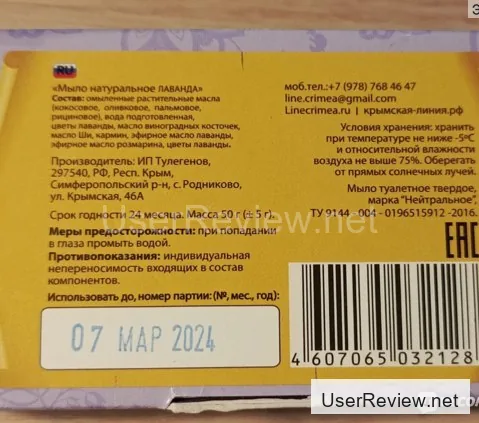 Э
RU
«Мыло натуральное ЛАВАНДА»
Состав: омыленные растительные масла
(кокосовое, оливковое, пальмовое,
рициновое), вода подготовленная,
цветы лаванды, масло виноградных косточек,
масло Ши, кармин, эфирное масло лаванды,
эфирное масло розмарина, цветы лаванды.
Производитель: ИП Тулегенов,
297540, РФ, Респ. Крым,
Симферопольский р-н, с. Родниково,
ул. Крымская, 46А
Срок годности 24 месяца. Масса 50 г (± 5 г).
Меры предосторожности: при попадании
в глаза промыть водой.
Противопоказания: индивидуальная
непереносимость входящих в состав
компонентов.
Использовать до, номер партии: (№, мес., год):
07 МАР 2024
моб.тел.:+7 (978) 768 46 47
line.crimea@gmail.com
Linecrimea.ru | крымская-линия.рф
Условия хранения: хранить
при температуре не ниже -5°С
и относительной влажности
воздуха не выше 75%. Оберегать
от прямых солнечных лучей.
Мыло туалетное твердое,
марка "Нейтральное",
ТУ 9144-004-0196515912-2016.
EAC
4 607065 032128
UserReview.net
UserReview.net